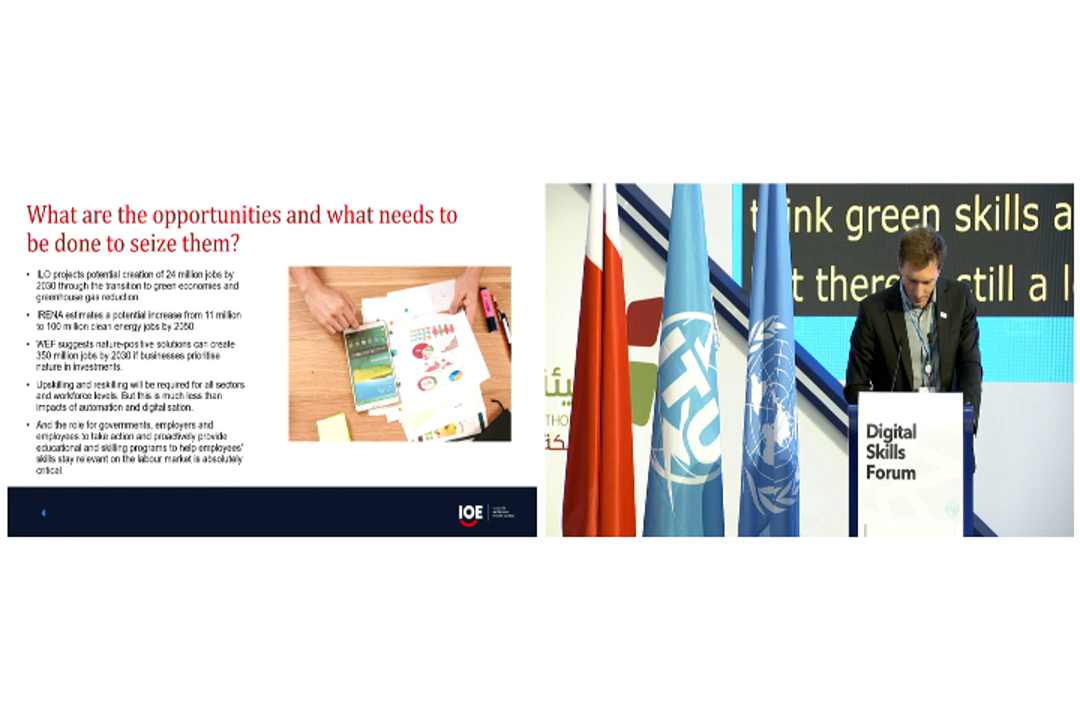 What are the opportunities and what needs to
be done to seize them?
• ILO projects potential creation of 24 million jobs by
2030 through the transition to green economies and
greenhouse gas reduction
• IRENA estimates a potential increase from 11 million
to 100 million clean energy jobs by 2050
• WEF suggests nature-positive solutions can create
350 million jobs by 2030 if businesses prioritise
nature in investments.
• Upskilling and reskilling will be required for all sectors
and workforce levels. But this is much less than
impacts of automation and digitalisation.
• And the role for governments, employers and
employees to take action and proactively provide
educational and skilling programs to help employees'
skills stay relevant on the labour market is absolutely
critical.
4
IOE
think green skills a
there still a l
ITU
Digital
Skills
Forum